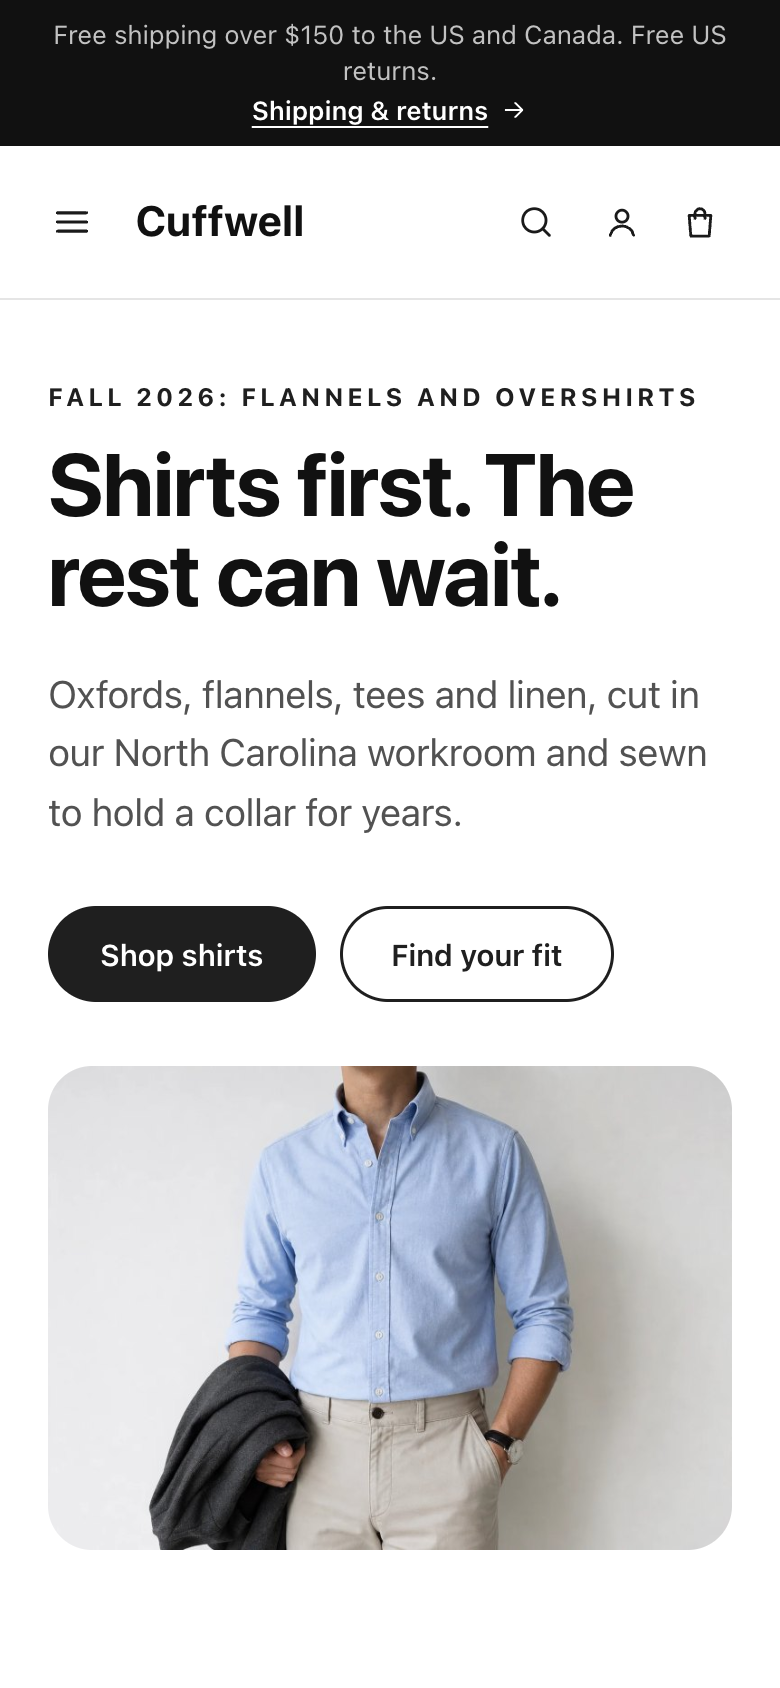 Free shipping over $150 to the US and Canada. Free US
returns.
Shipping & returns →
Cuffwell
FALL 2026: FLANNELS AND OVERSHIRTS
Shirts first. The
rest can wait.
Oxfords, flannels, tees and linen, cut in
our North Carolina workroom and sewn
to hold a collar for years.
Shop shirts
Find your fit